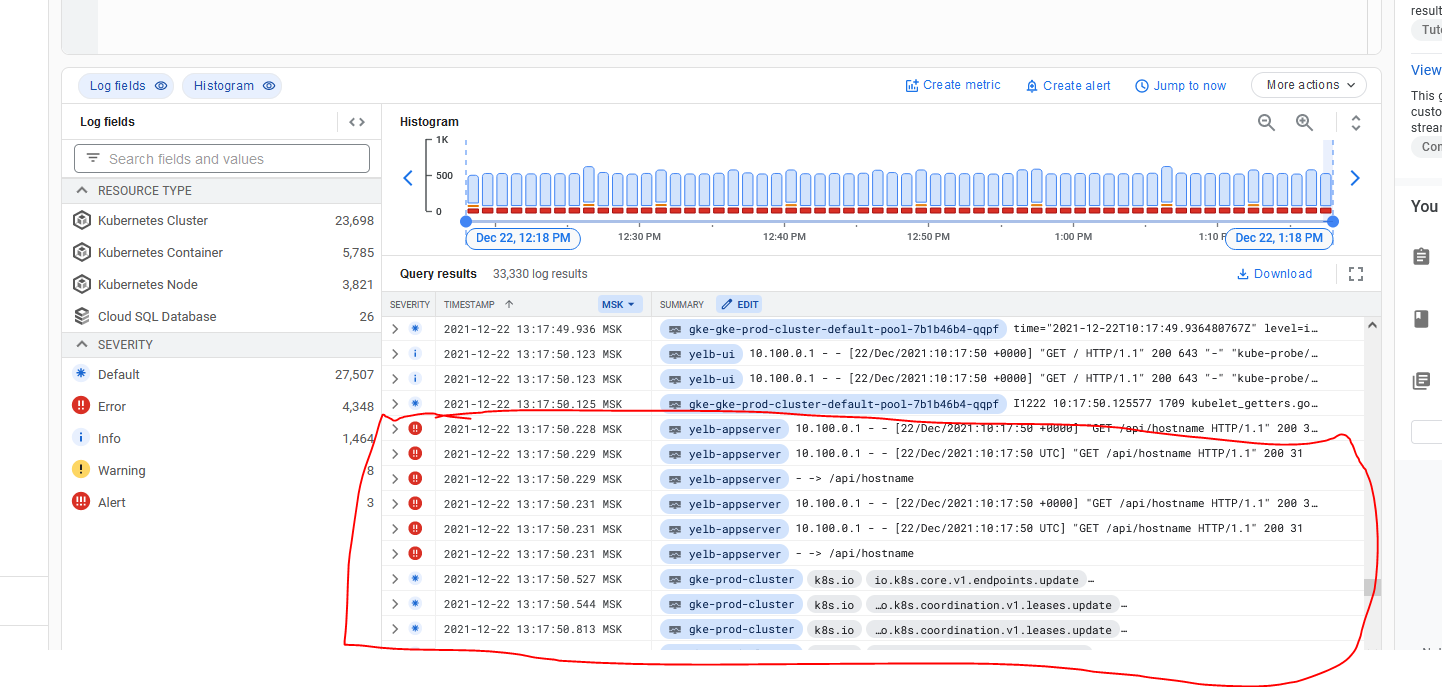 result
Tuto
View
Log fields Histogram Create metric Create alert Jump to now More actions
This g
custo
strear
Con
Log fields
Histogram
1K
500
0
Search fields and values
RESOURCE TYPE
Kubernetes Cluster 23,698
Kubernetes Container 5,785
Kubernetes Node 3,821
Cloud SQL Database 26
SEVERITY
Default 27,507
Error 4,348
Info 1,464
Warning 8
Alert 3
Dec 22, 12:18 PM 12:30 PM 12:40 PM 12:50 PM 1:00 PM 1:10 P Dec 22, 1:18 PM
Query results 33,330 log results Download
SEVERITY TIMESTAMP MSK SUMMARY EDIT
2021-12-22 13:17:49.936 MSK gke-gke-prod-cluster-default-pool-7b1b46b4-qqpf time="2021-12-22T10:17:49.936480767Z" level=i…
2021-12-22 13:17:50.123 MSK yelb-ui 10.100.0.1 - - [22/Dec/2021:10:17:50 +0000] "GET / HTTP/1.1" 200 643 "-" "kube-probe/…
2021-12-22 13:17:50.123 MSK yelb-ui 10.100.0.1 - - [22/Dec/2021:10:17:50 +0000] "GET / HTTP/1.1" 200 643 "-" "kube-probe/…
2021-12-22 13:17:50.125 MSK gke-gke-prod-cluster-default-pool-7b1b46b4-qqpf I1222 10:17:50.125577 1709 kubelet_getters.go…
2021-12-22 13:17:50.228 MSK yelb-appserver 10.100.0.1 - - [22/Dec/2021:10:17:50 +0000] "GET /api/hostname HTTP/1.1" 200 3…
2021-12-22 13:17:50.229 MSK yelb-appserver 10.100.0.1 - - [22/Dec/2021:10:17:50 UTC] "GET /api/hostname HTTP/1.1" 200 31
2021-12-22 13:17:50.229 MSK yelb-appserver - -> /api/hostname
2021-12-22 13:17:50.231 MSK yelb-appserver 10.100.0.1 - - [22/Dec/2021:10:17:50 +0000] "GET /api/hostname HTTP/1.1" 200 3…
2021-12-22 13:17:50.231 MSK yelb-appserver 10.100.0.1 - - [22/Dec/2021:10:17:50 UTC] "GET /api/hostname HTTP/1.1" 200 31
2021-12-22 13:17:50.231 MSK yelb-appserver - -> /api/hostname
2021-12-22 13:17:50.527 MSK gke-prod-cluster k8s.io io.k8s.core.v1.endpoints.update …
2021-12-22 13:17:50.544 MSK gke-prod-cluster k8s.io …o.k8s.coordination.v1.leases.update …
2021-12-22 13:17:50.813 MSK gke-prod-cluster k8s.io …o.k8s.coordination.v1.leases.update …
You